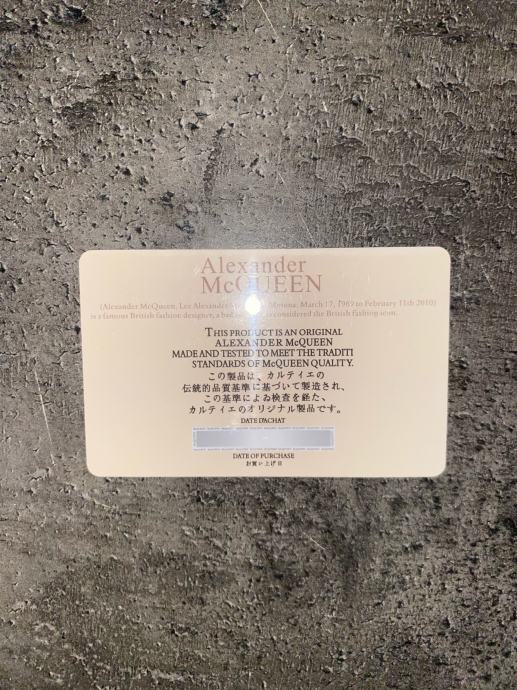 Alexander
McQUEEN
(Alexander McQueen, Lee Alexander March 17, 1969 to February 11th 2010)
is a famous British fashion designer, a bad considered the British fashing icon.
THIS PRODUCT IS AN ORIGINAL
ALEXANDER McQUEEN
MADE AND TESTED TO MEET THE TRADITI
STANDARDS OF McQUEEN QUALITY.
この製品は、カルティエの
伝統的品質基準に基づいて製造され、
この基準によぬ検査を経た、
カルティエのオリジナル製品です。
DATE D'ACHAT
DATE OF PURCHASE
お買い上げ日